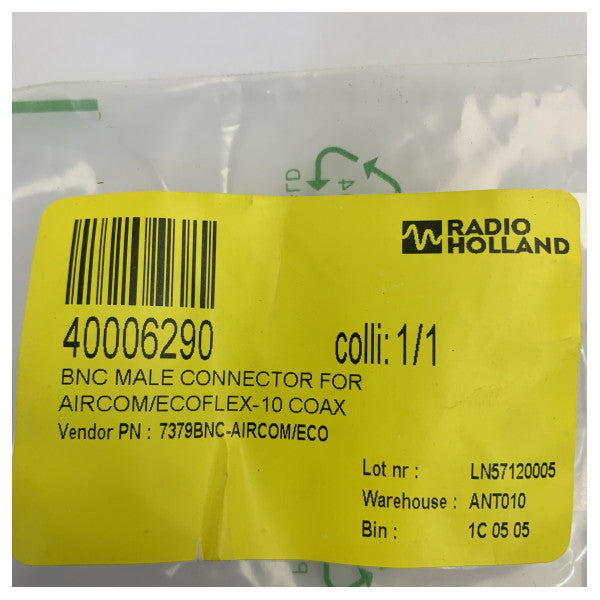 RADIO
HOLLAND
40006290 colli: 1/1
BNC MALE CONNECTOR FOR
AIRCOM/ECOFLEX-10 COAX
Vendor PN : 7379BNC-AIRCOM/ECO
Lot nr : LN57120005
Warehouse : ANT010
Bin : 1C 05 05